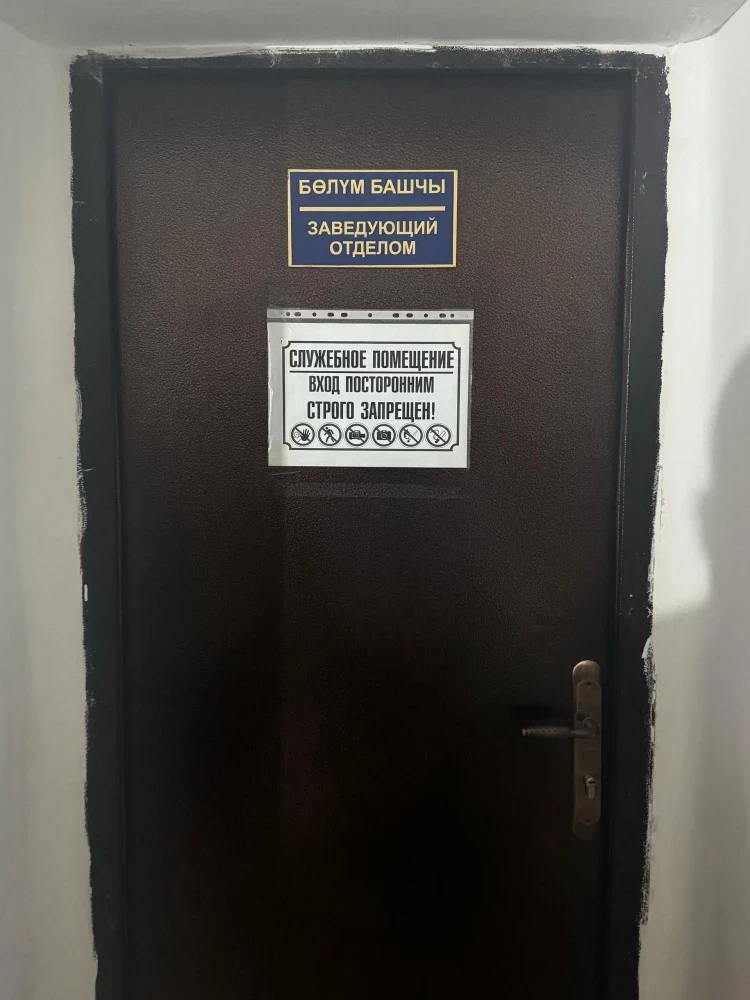 БӨЛҮМ БАШЧЫ
ЗАВЕДУЮЩИЙ
ОТДЕЛОМ
СЛУЖЕБНОЕ ПОМЕЩЕНИЕ
ВХОД ПОСТОРОННИМ
СТРОГО ЗАПРЕЩЕН!